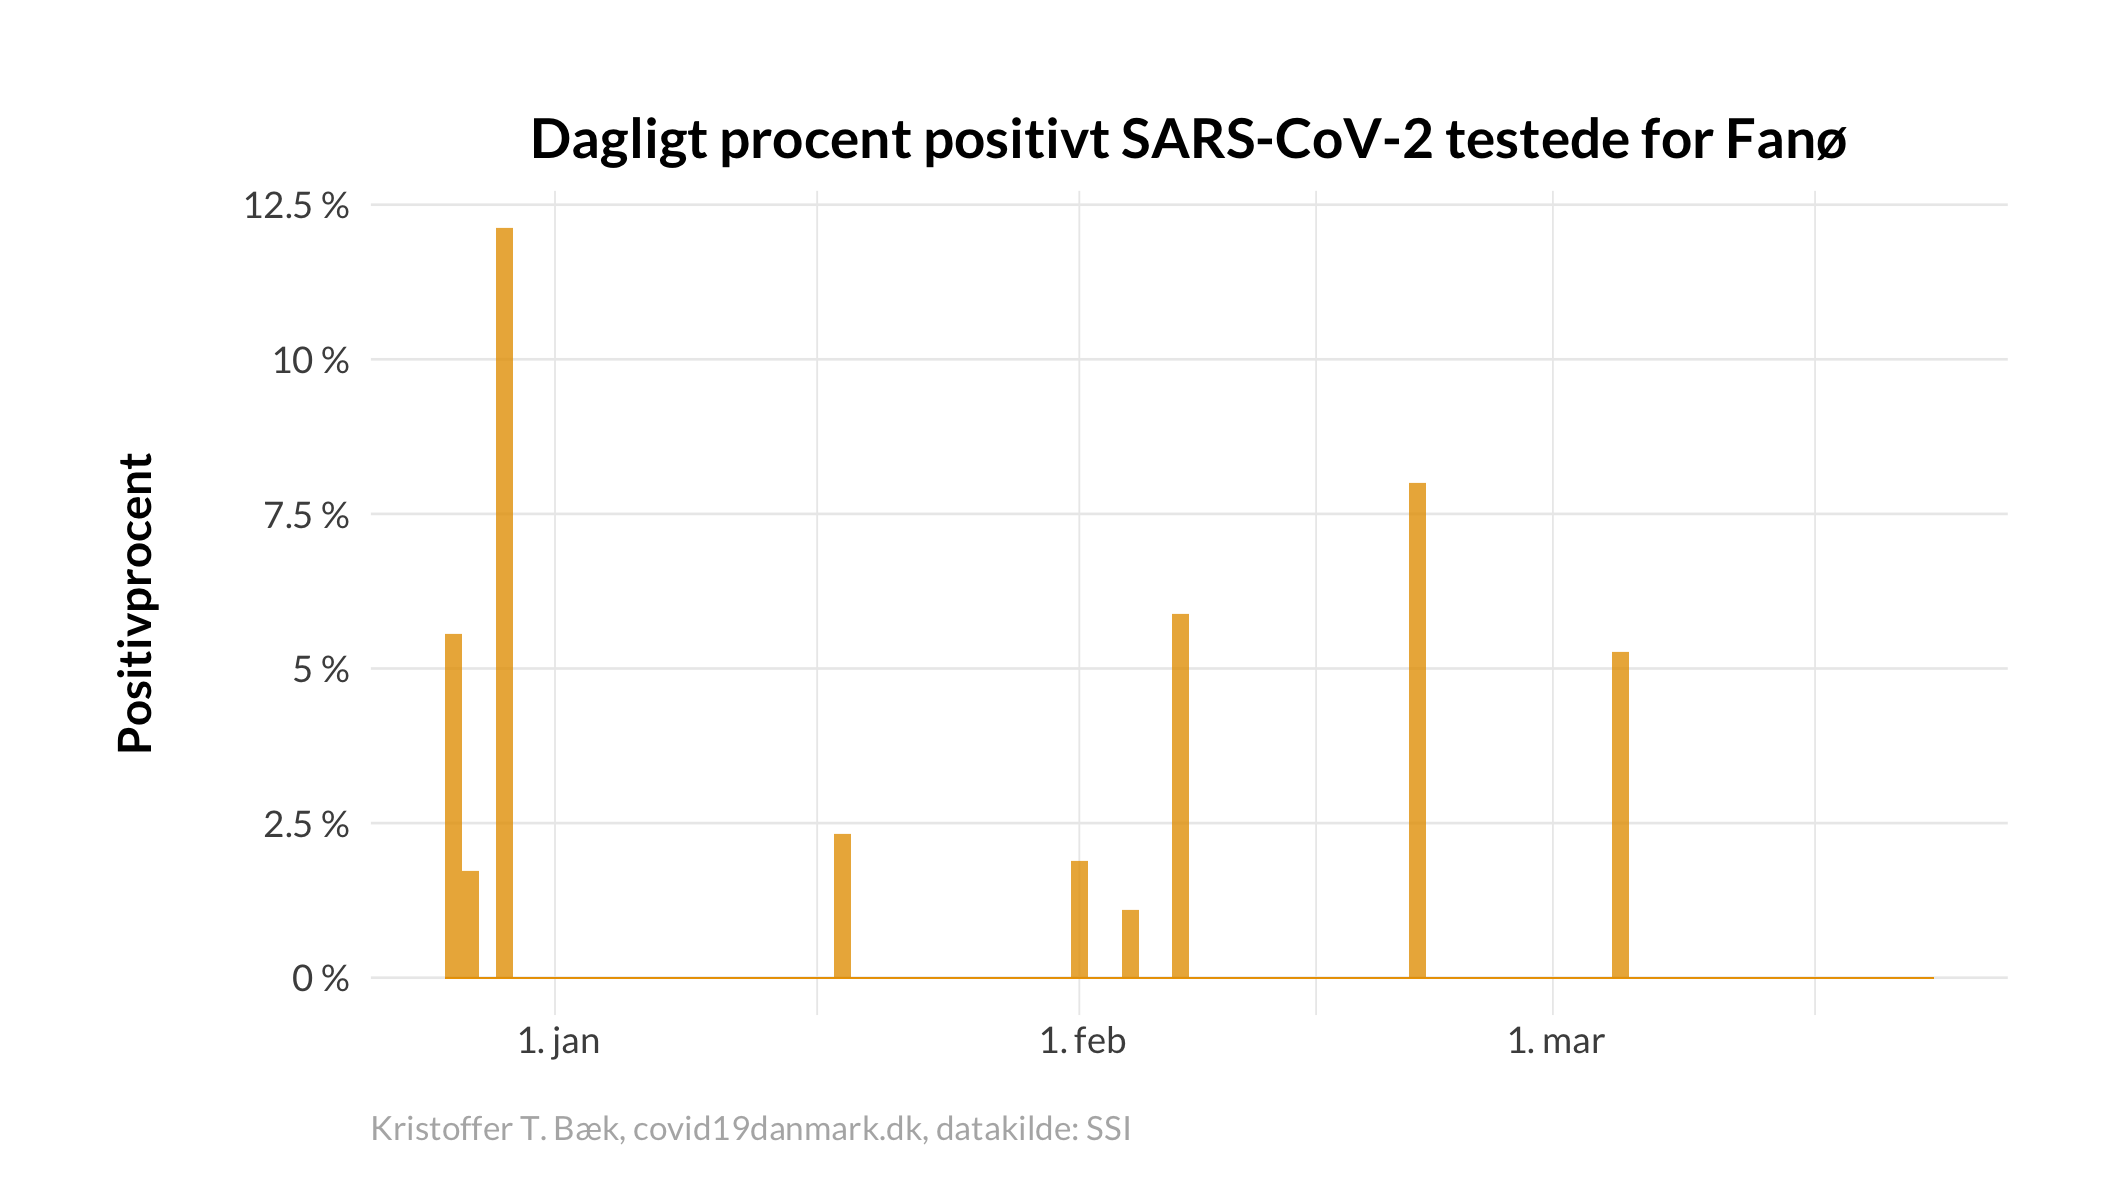 Dagligt procent positivt SARS-CoV-2 testede for Fanø
Positivprocent
12.5 %
10 %
7.5 %
5 %
2.5 %
0 %
1. jan
1. feb
1. mar
Kristoffer T. Bæk, covid19danmark.dk, datakilde: SSI